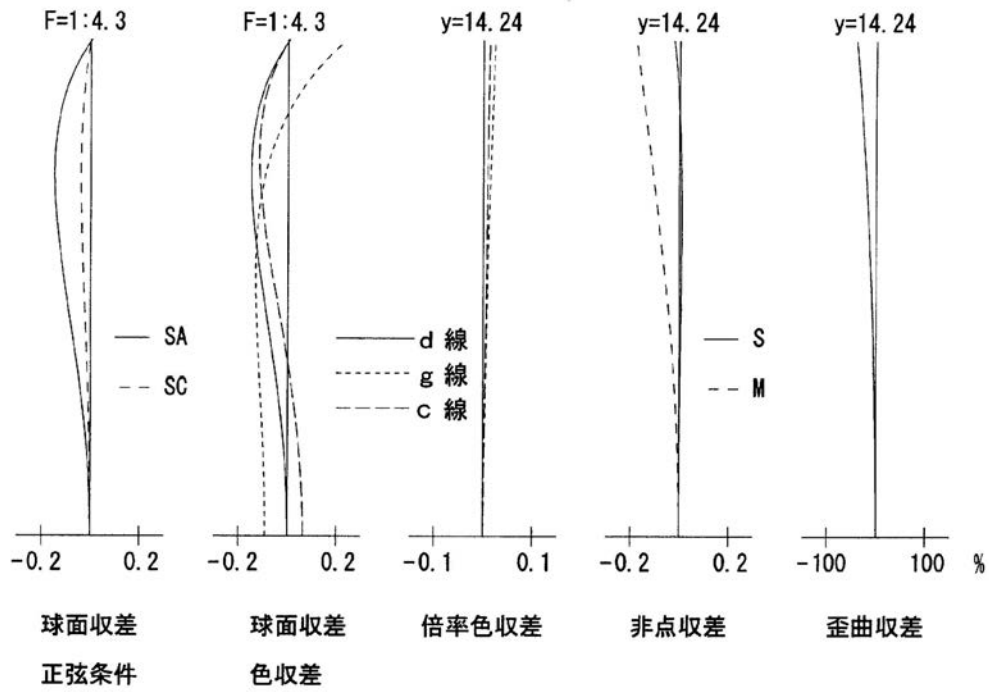 F=1:4.3 F=1:4.3 y=14.24 y=14.24 y=14.24
SA
SC
d 線
g 線
c 線
S
M
-0.2 0.2 -0.2 0.2 -0.1 0.1 -0.2 0.2 -100 100 %
球面収差 球面収差 倍率色収差 非点収差 歪曲収差
正弦条件 色収差